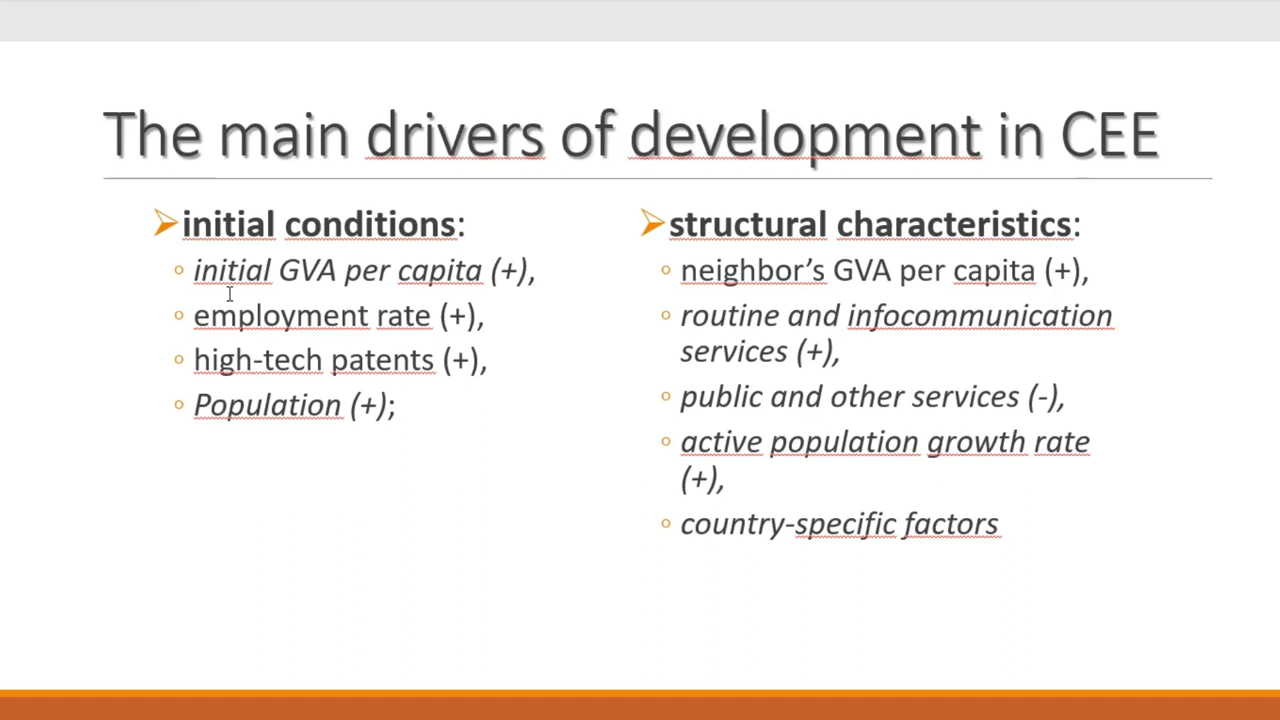 The main drivers of development in CEE
initial conditions:
initial GVA per capita (+),
employment rate (+),
high-tech patents (+),
Population (+);
structural characteristics:
neighbor’s GVA per capita (+),
routine and infocommunication
services (+),
public and other services (-),
active population growth rate
(+),
country-specific factors